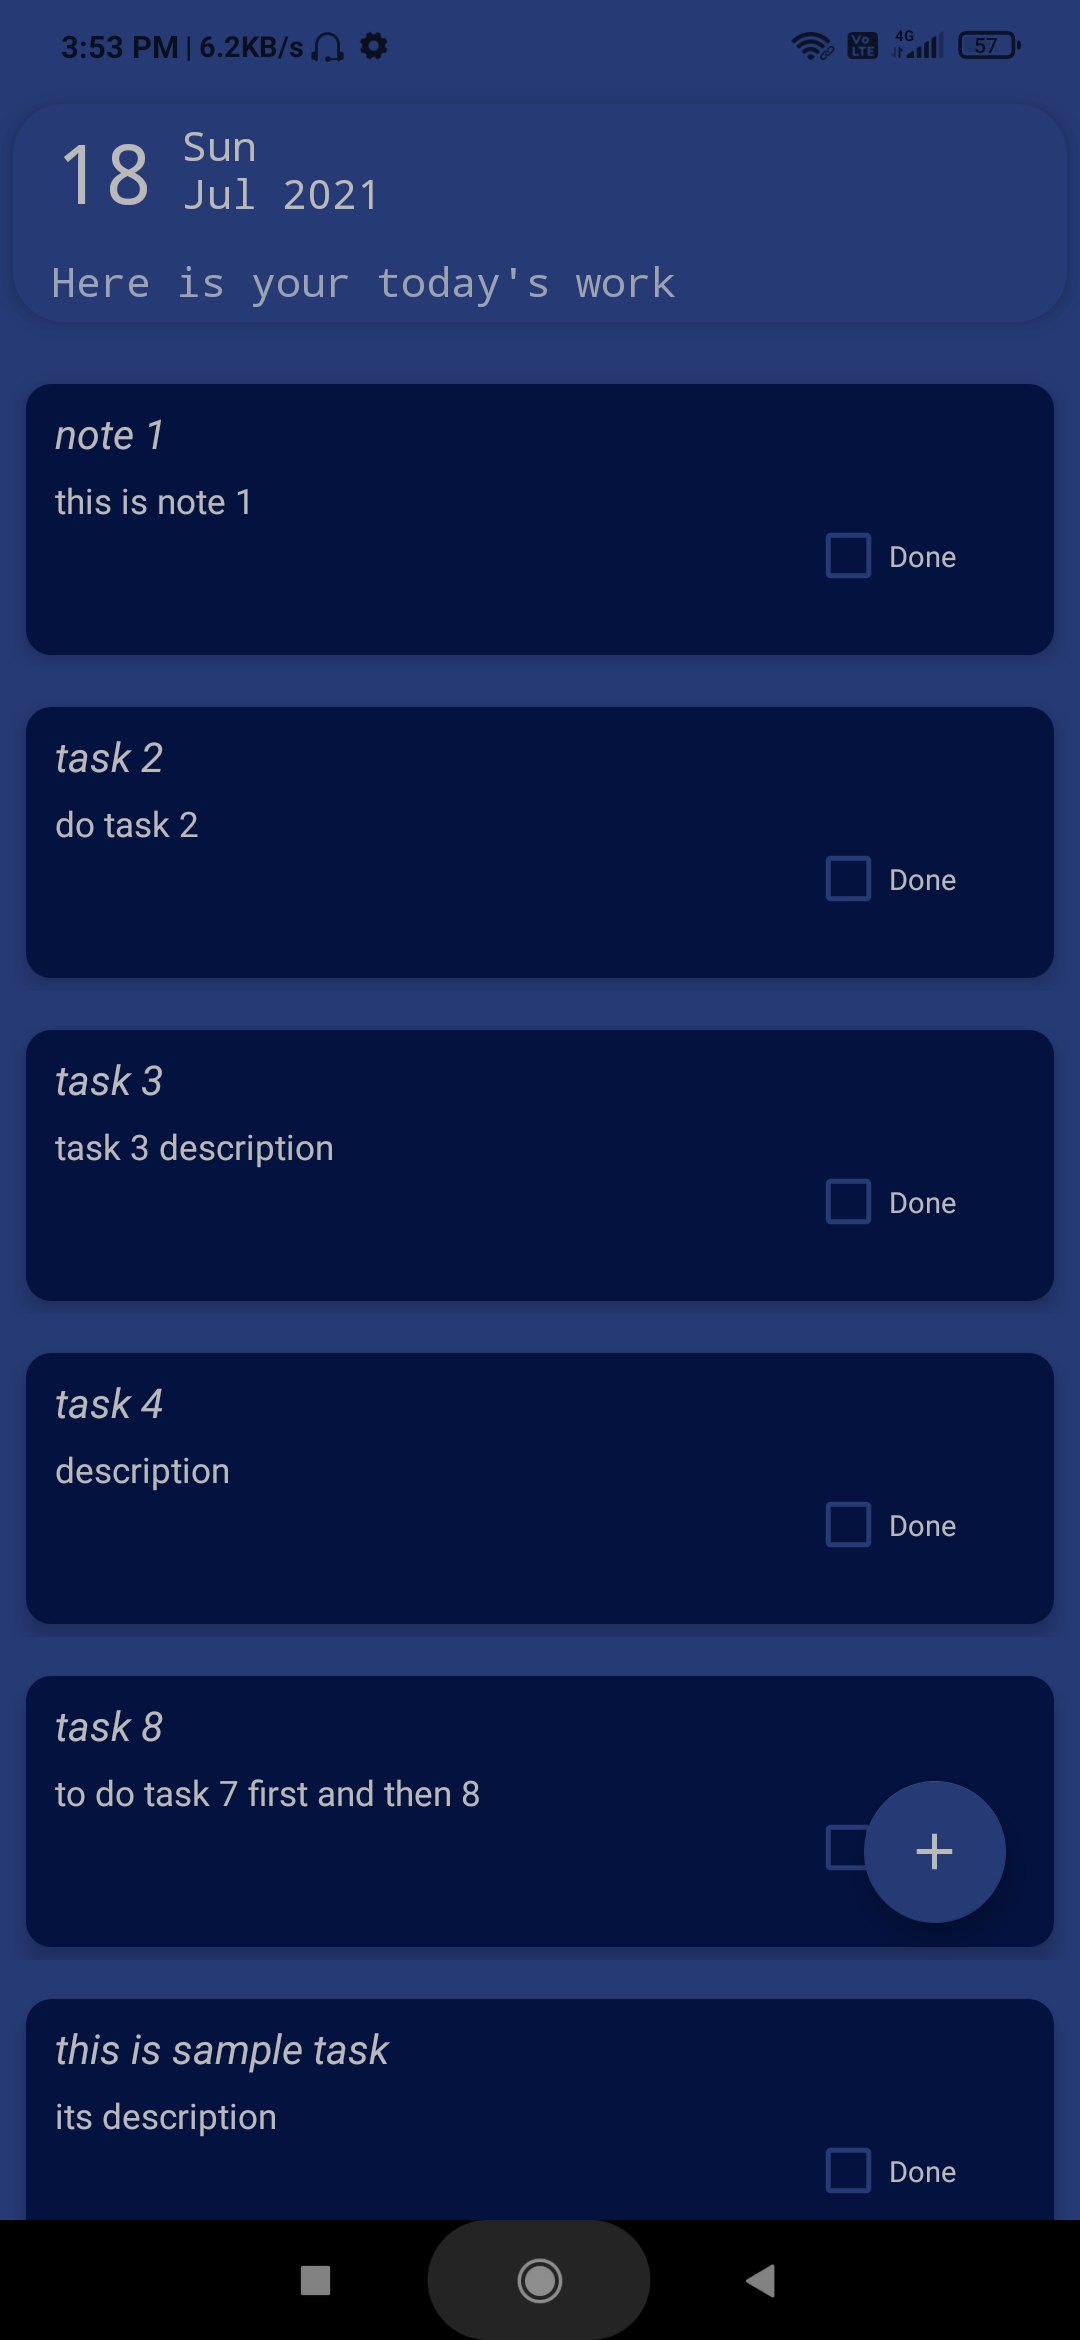 3:53 PM | 6.2KB/s Vo LTE 4G 57
18 Sun
Jul 2021
Here is your today's work
note 1
this is note 1
Done
task 2
do task 2
Done
task 3
task 3 description
Done
task 4
description
Done
task 8
to do task 7 first and then 8
+
this is sample task
its description
Done